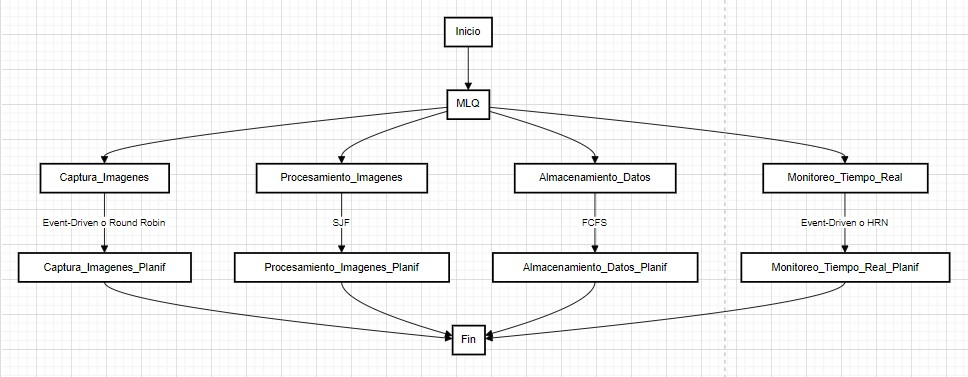 Inicio
MLQ
Captura_Imagenes
Procesamiento_Imagenes
Almacenamiento_Datos
Monitoreo_Tiempo_Real
Event-Driven o Round Robin
SJF
FCFS
Event-Driven o HRN
Captura_Imagenes_Planif
Procesamiento_Imagenes_Planif
Almacenamiento_Datos_Planif
Monitoreo_Tiempo_Real_Planif
Fin